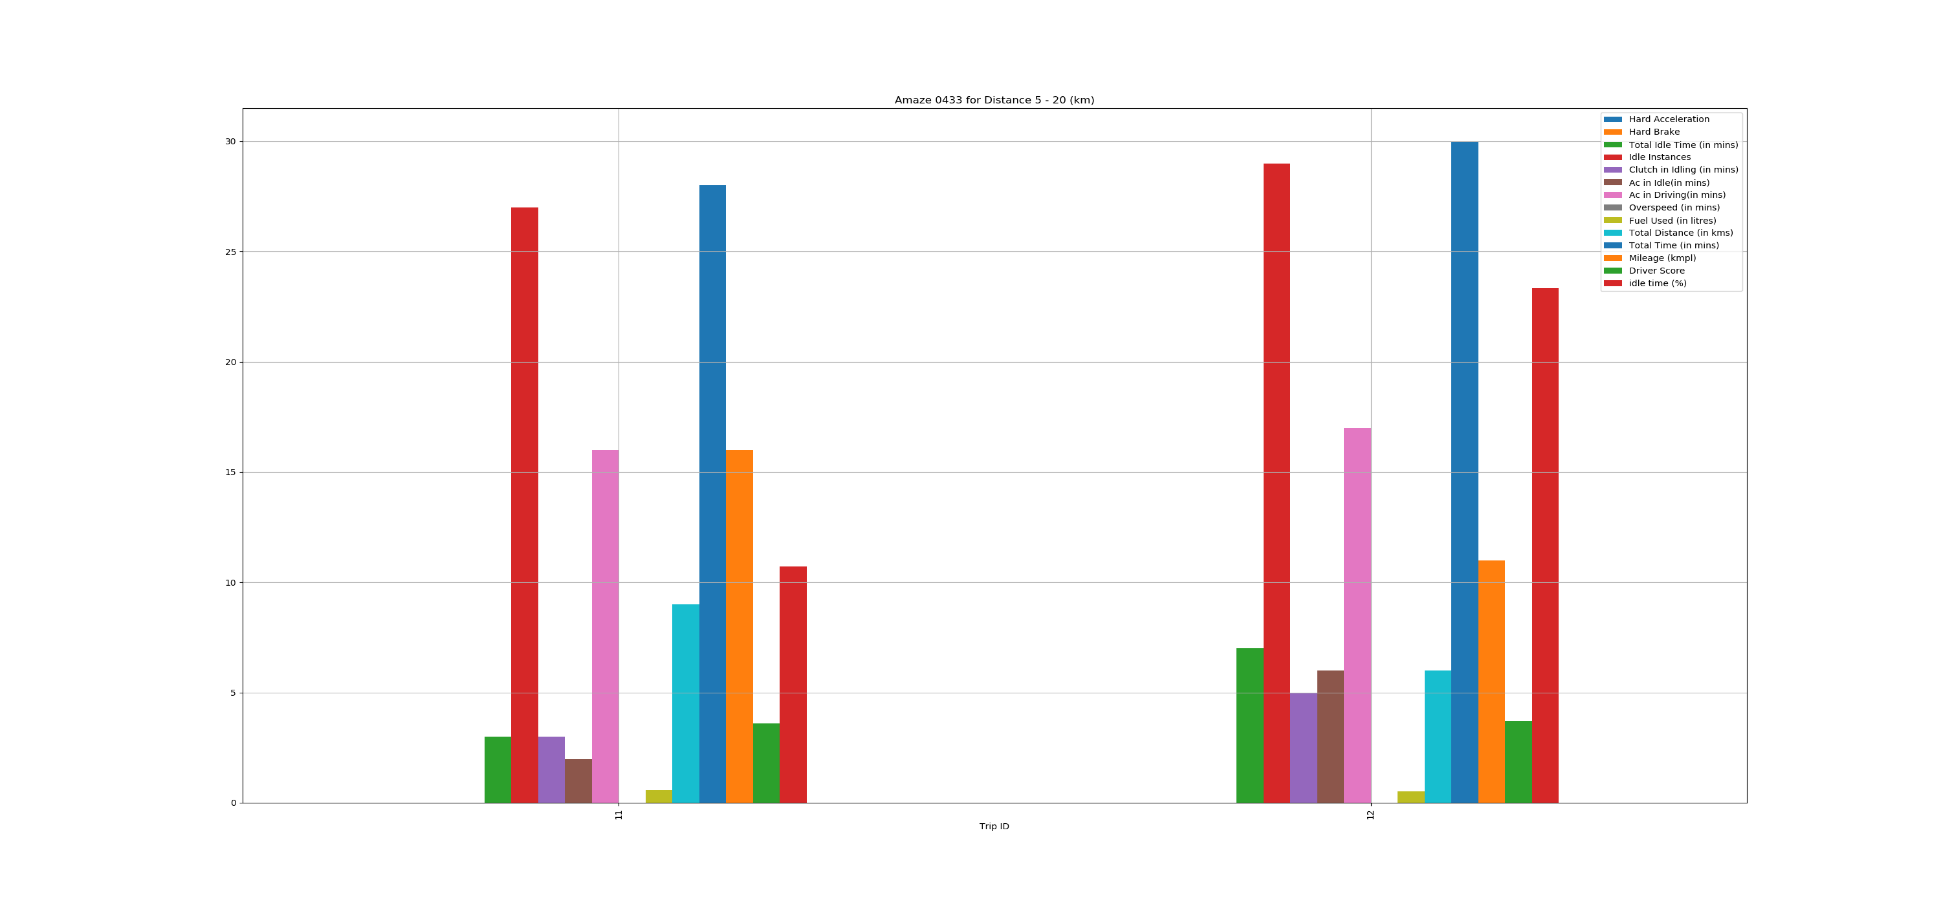 Amaze 0433 for Distance 5 - 20 (km)
Hard Acceleration
Hard Brake
Total Idle Time (in mins)
Idle Instances
Clutch in Idling (in mins)
Ac in Idle(in mins)
Ac in Driving(in mins)
Overspeed (in mins)
Fuel Used (in litres)
Total Distance (in kms)
Total Time (in mins)
Mileage (kmpl)
Driver Score
idle time (%)
30
25
20
15
10
5
0
11
12
Trip ID